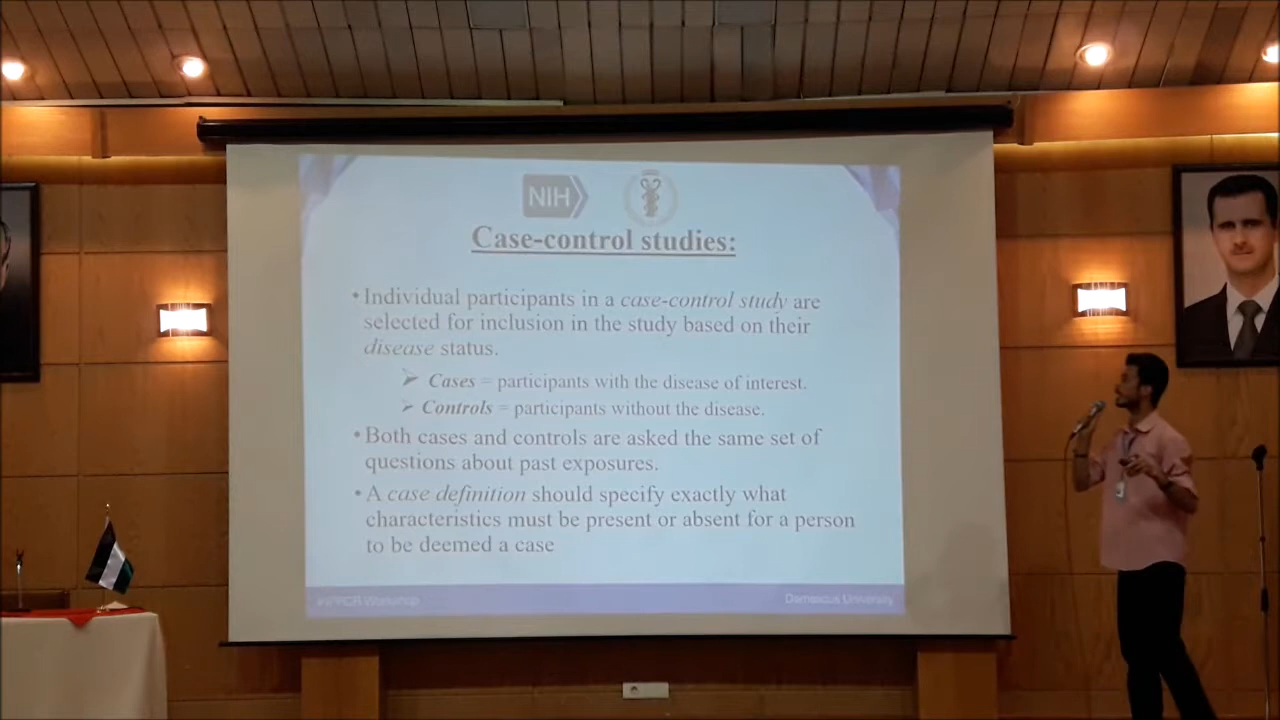 NIH
Case-control studies:
• Individual participants in a case-control study are
selected for inclusion in the study based on their
disease status.
➢ Cases = participants with the disease of interest.
➢ Controls = participants without the disease.
• Both cases and controls are asked the same set of
questions about past exposures.
• A case definition should specify exactly what
characteristics must be present or absent for a person
to be deemed a case
Workshop
Damascus University